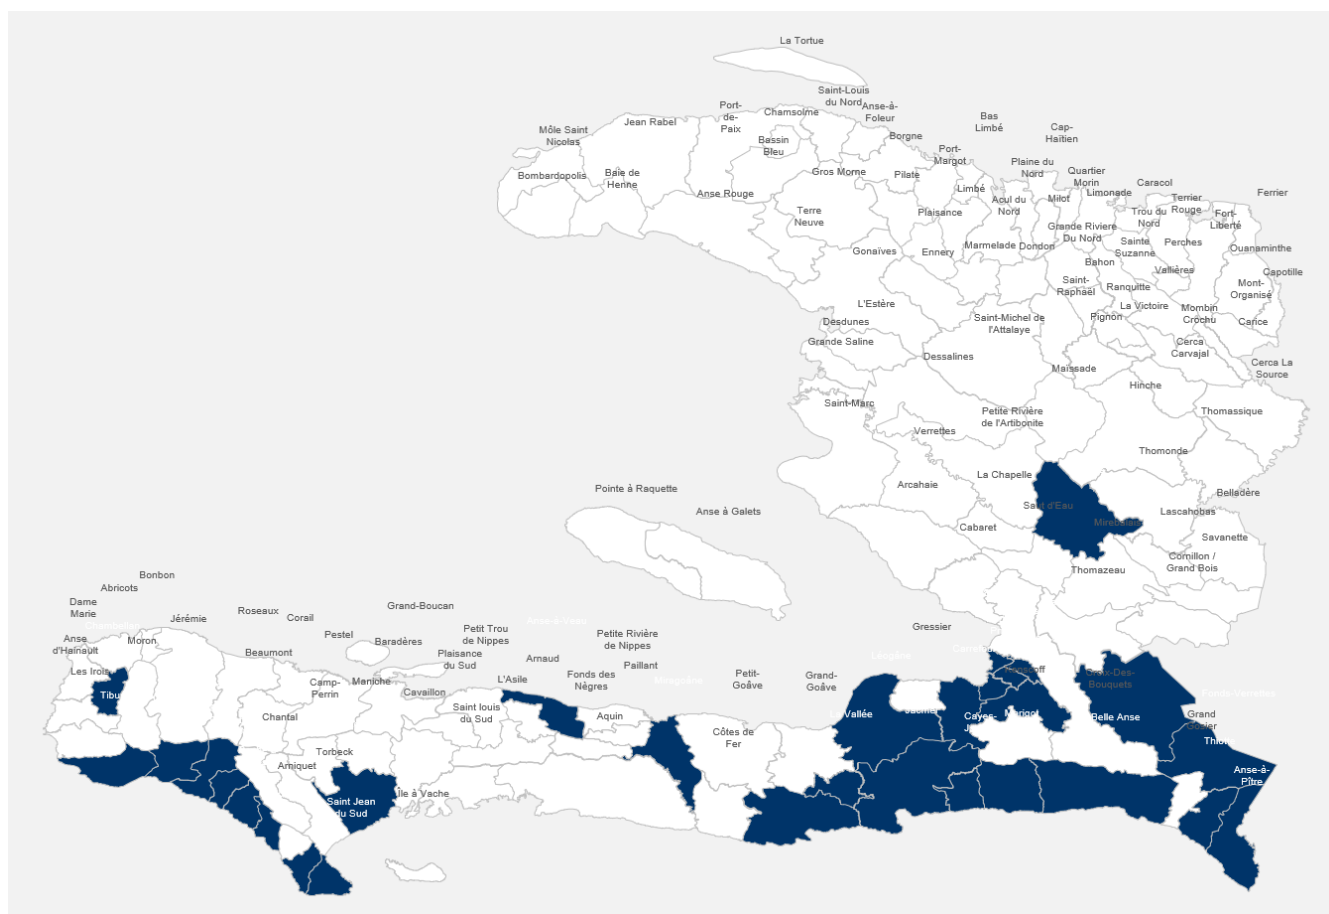 La Tortue
Saint-Louis
du Nord
Port-
de-
Paix
Chamsolme
Anse-à-
Foleur
Jean Rabel
Môle Saint
Nicolas
Bassin
Bleu
Borgne
Bas
Limbé
Cap-
Haïtien
Port-
Margot
Bombardopolis
Baie de
Henne
Anse Rouge
Gros Morne
Pilate
Limbé
Plaine du
Nord
Quartier
Morin
Limonade
Caracol
Terrier
Rouge
Ferrier
Acul du
Nord
Milot
Trou du
Nord
Fort-
Liberté
Terre
Neuve
Plaisance
Grande Riviere
Du Nord
Sainte
Suzanne
Perches
Ouanaminthe
Gonaïves
Ennery
Marmelade
Dondon
Bahon
Vallières
Capotille
Saint-
Raphaël
Ranquitte
Mont-
Organisé
L'Estère
La Victoire
Mombin
Crochu
Carice
Desdunes
Saint-Michel de
l'Attalaye
Pignon
Grande Saline
Dessalines
Cerca
Carvajal
Maissade
Cerca La
Source
Hinche
Saint-Marc
Petite Rivière
de l'Artibonite
Thomassique
Verrettes
Thomonde
La Chapelle
Arcahaie
Pointe à Raquette
Anse à Galets
Saut d'Eau
Belladère
Lascahobas
Cabaret
Mirebalais
Savanette
Cornillon /
Grand Bois
Thomazeau
Bonbon
Abricots
Dame
Marie
Chambellan
Jérémie
Roseaux
Corail
Grand-Boucan
Anse-à-Veau
Gressier
Anse
d'Hainault
Moron
Pestel
Baradères
Petit Trou
de Nippes
Petite Rivière
de Nippes
Carrefour
Léogâne
Beaumont
Plaisance
du Sud
Arnaud
Paillant
Les Irois
Camp-
Perrin
Maniche
Cavaillon
L'Asile
Fonds des
Nègres
Miragoâne
Petit-
Goâve
Grand-
Goâve
Kenscoff
Croix-Des-
Bouquets
Fonds-Verrettes
Chantal
Saint louis
du Sud
Aquin
La Vallée
Marigot
Belle Anse
Grand
Gosier
Torbeck
Côtes de
Fer
Thiotte
Arniquet
Anse-à-
Pître
Saint Jean
du Sud
Île à Vache